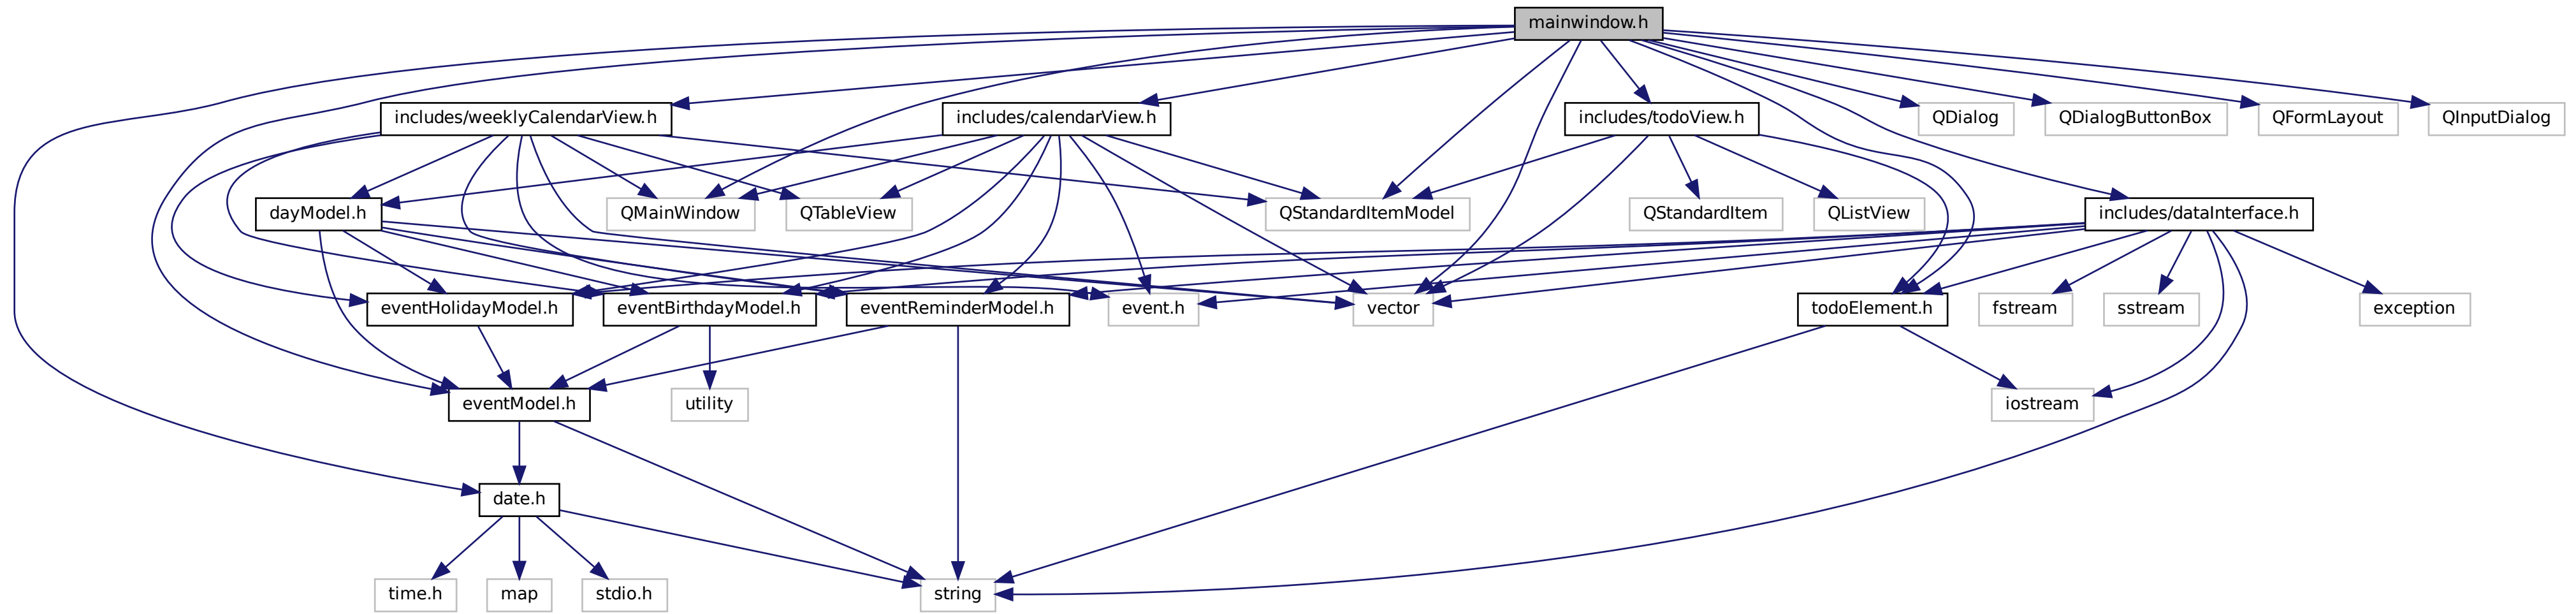 mainwindow.h
includes/weeklyCalendarView.h
includes/calendarView.h
includes/todoView.h
QDialog
QDialogButtonBox
QFormLayout
QInputDialog
dayModel.h
QMainWindow
QTableView
QStandardItemModel
QStandardItem
QListView
includes/dataInterface.h
eventHolidayModel.h
eventBirthdayModel.h
eventReminderModel.h
event.h
vector
todoElement.h
fstream
sstream
exception
eventModel.h
utility
iostream
date.h
time.h
map
stdio.h
string